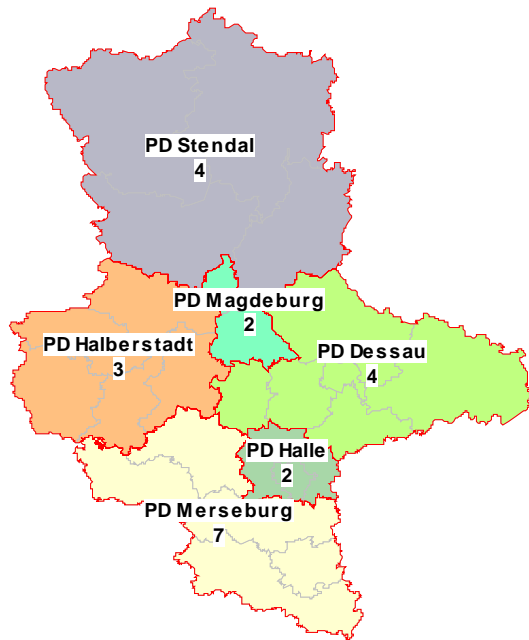 PD Stendal
4
PD Magdeburg
2
PD Halberstadt
3
PD Dessau
4
PD Halle
2
PD Merseburg
7